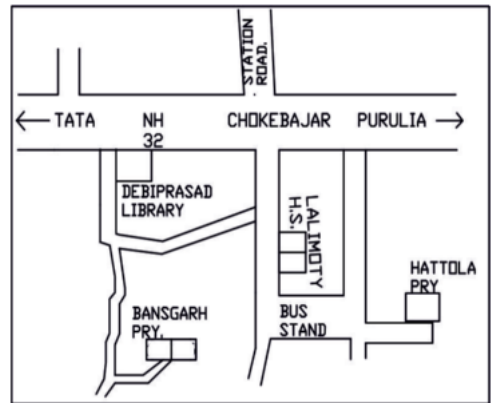 STATION
ROAD.
← TATA
NH
32
CHOKEBAJAR
PURULIA →
DEBIPRASAD
LIBRARY
LALIMOTY
H.S.
HATTOLA
PRY
BANSGARH
PRY.
BUS
STAND